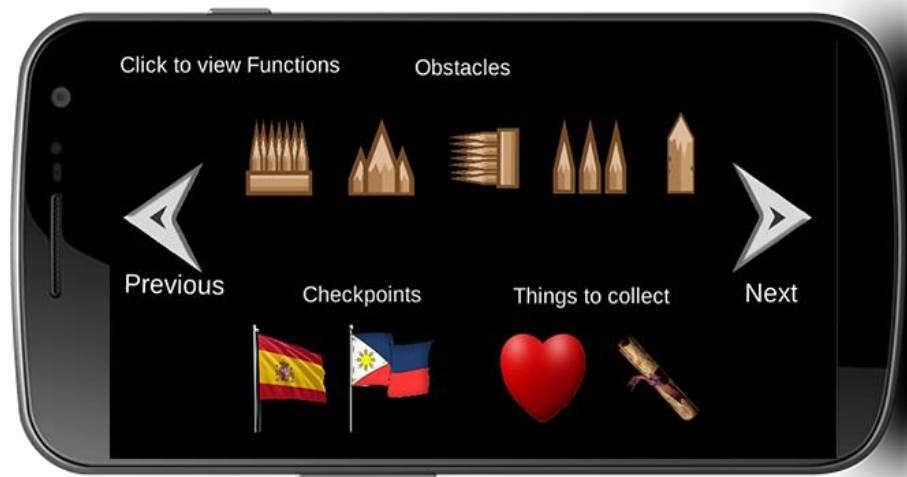 Click to view Functions
Obstacles
Previous
Checkpoints
Things to collect
Next